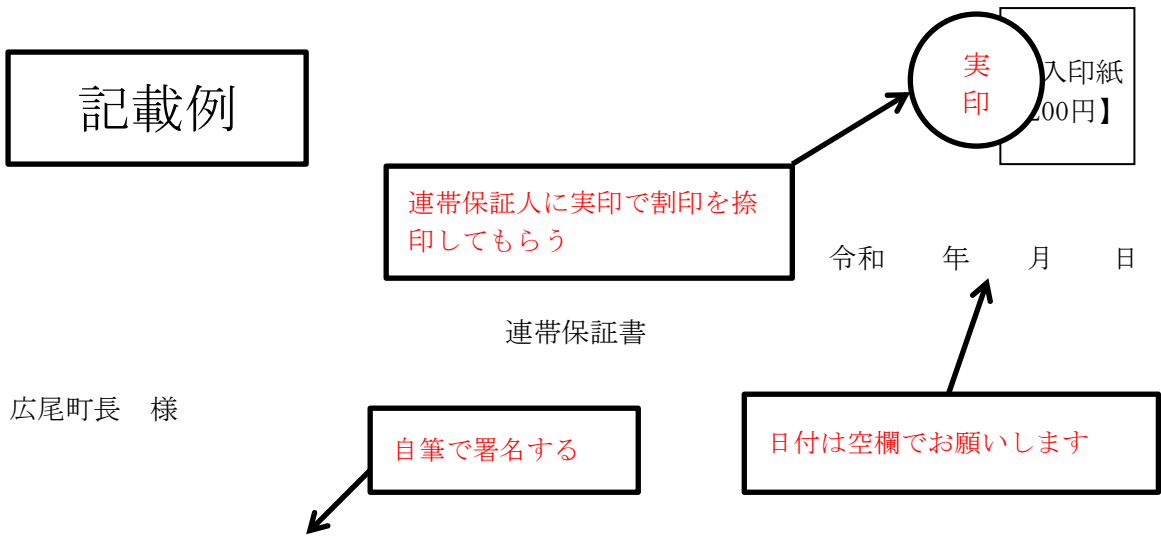 実
印
入印紙
200円】
記載例
連帯保証人に実印で割印を捺
印してもらう
令和　　年　　月　　日
連帯保証書
広尾町長　様
自筆で署名する
日付は空欄でお願いします